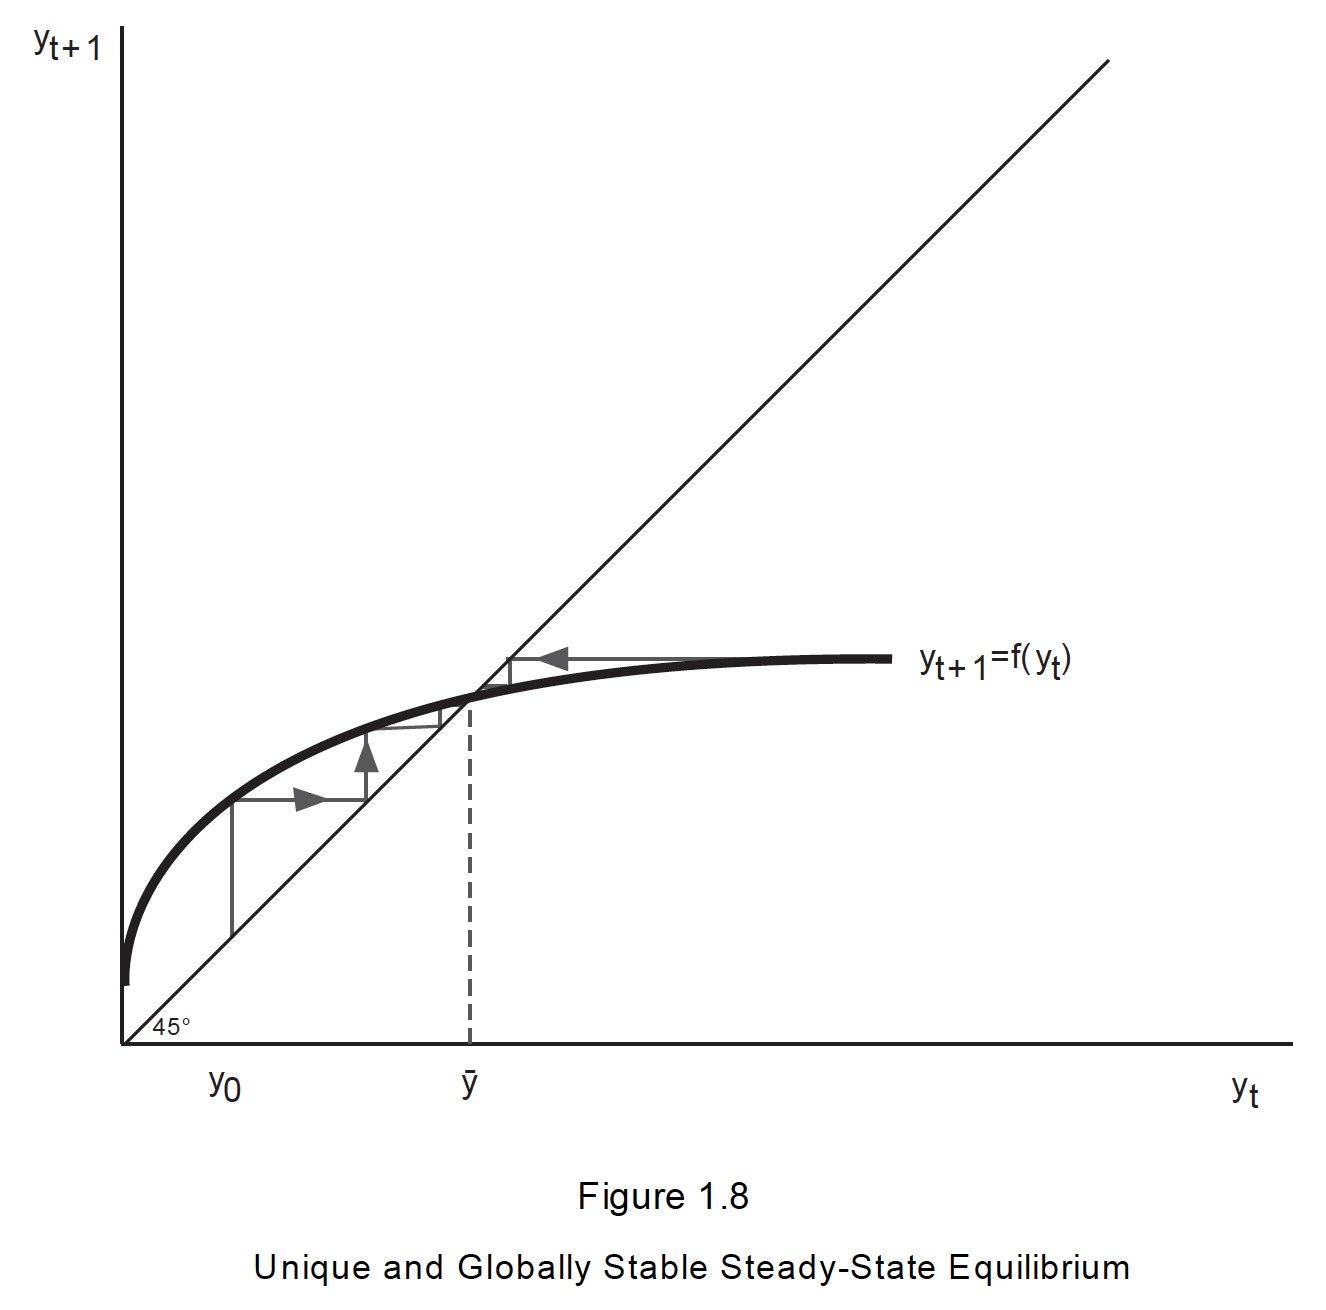 yt+1
yt+1=f(yt)
45°
y0
ȳ
yt
Figure 1.8
Unique and Globally Stable Steady-State Equilibrium